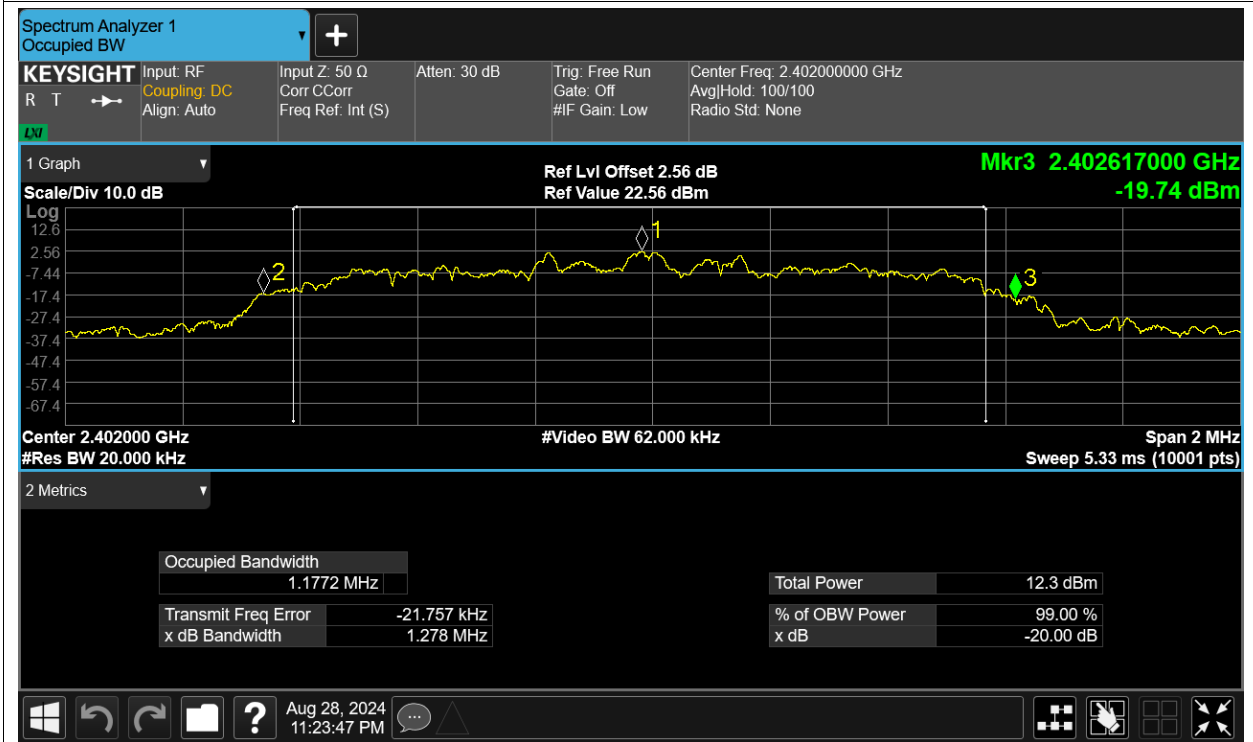 Spectrum Analyzer 1
Occupied BW
KEYSIGHT
R T
LXI
Input: RF
Coupling: DC
Align: Auto
Input Z: 50 Ω
Corr CCorr
Freq Ref: Int (S)
Atten: 30 dB
Trig: Free Run
Gate: Off
#IF Gain: Low
Center Freq: 2.402000000 GHz
Avg|Hold: 100/100
Radio Std: None
1 Graph
Scale/Div 10.0 dB
Ref Lvl Offset 2.56 dB
Ref Value 22.56 dBm
Mkr3 2.402617000 GHz
-19.74 dBm
Log
12.6
2.56
-7.44
-17.4
-27.4
-37.4
-47.4
-57.4
-67.4
1
2
3
Center 2.402000 GHz
#Video BW 62.000 kHz
Span 2 MHz
#Res BW 20.000 kHz
Sweep 5.33 ms (10001 pts)
2 Metrics
Occupied Bandwidth
1.1772 MHz
Total Power 12.3 dBm
Transmit Freq Error -21.757 kHz
% of OBW Power 99.00 %
x dB Bandwidth 1.278 MHz
x dB -20.00 dB
?
Aug 28, 2024
11:23:47 PM